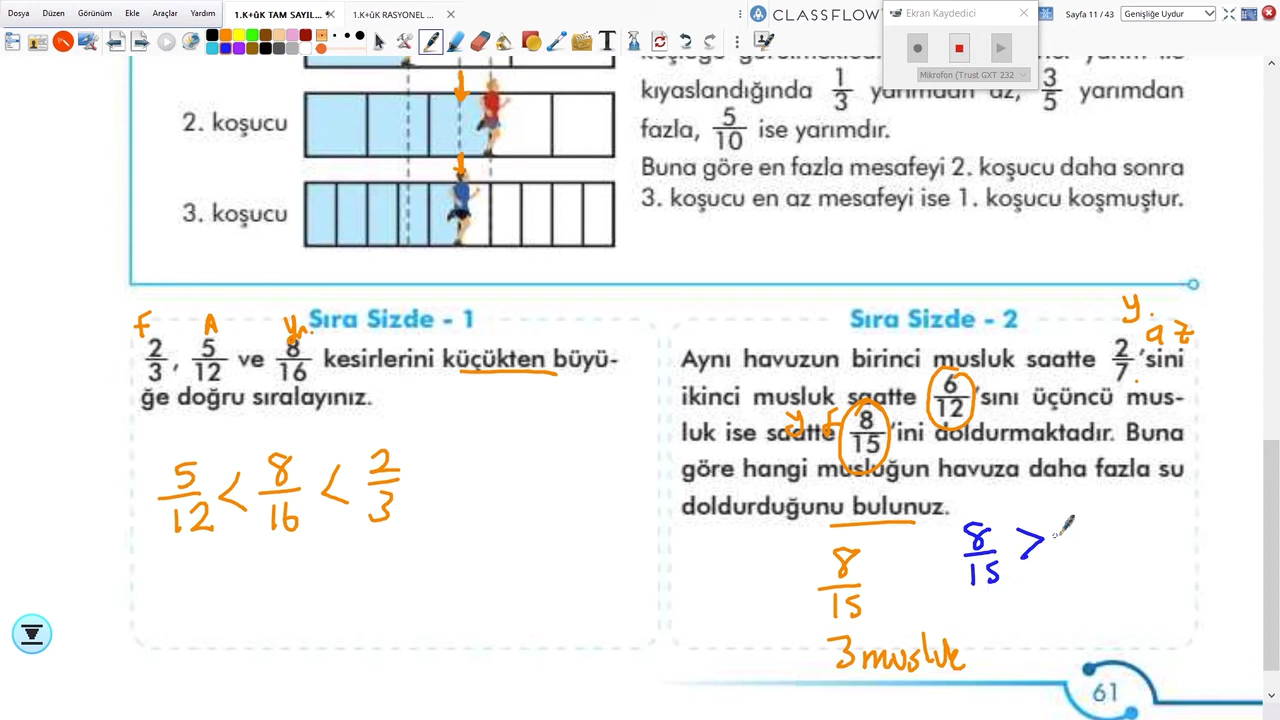 Dosya Düzen Görünüm Ekle Araçlar Yardım
1.K+ûK TAM SAYIL...* × 1.K+ûK RASYONEL ... ×
CLASSFLOW
Ekran Kaydedici
Mikrofon (Trust GXT 232
Sayfa 11 / 43
Genişliğe Uydur
2. koşucu
3. koşucu
kıyaslandığında 1/3 yarımdan az, 3/5 yarımdan
fazla, 5/10 ise yarımdır.
Buna göre en fazla mesafeyi 2. koşucu daha sonra
3. koşucu en az mesafeyi ise 1. koşucu koşmuştur.
Sıra Sizde - 1
F A
2/3, 5/12 ve 8/16 kesirlerini küçükten büyü-
ğe doğru sıralayınız.
5/12 < 8/16 < 2/3
Sıra Sizde - 2
y.
az
Aynı havuzun birinci musluk saatte 2/7'sini
ikinci musluk saatte 6/12'sını üçüncü mus-
y F
luk ise saatte 8/15'ini doldurmaktadır. Buna
göre hangi musluğun havuza daha fazla su
doldurduğunu bulunuz.
8/15
8/15 >
3 musluk
61